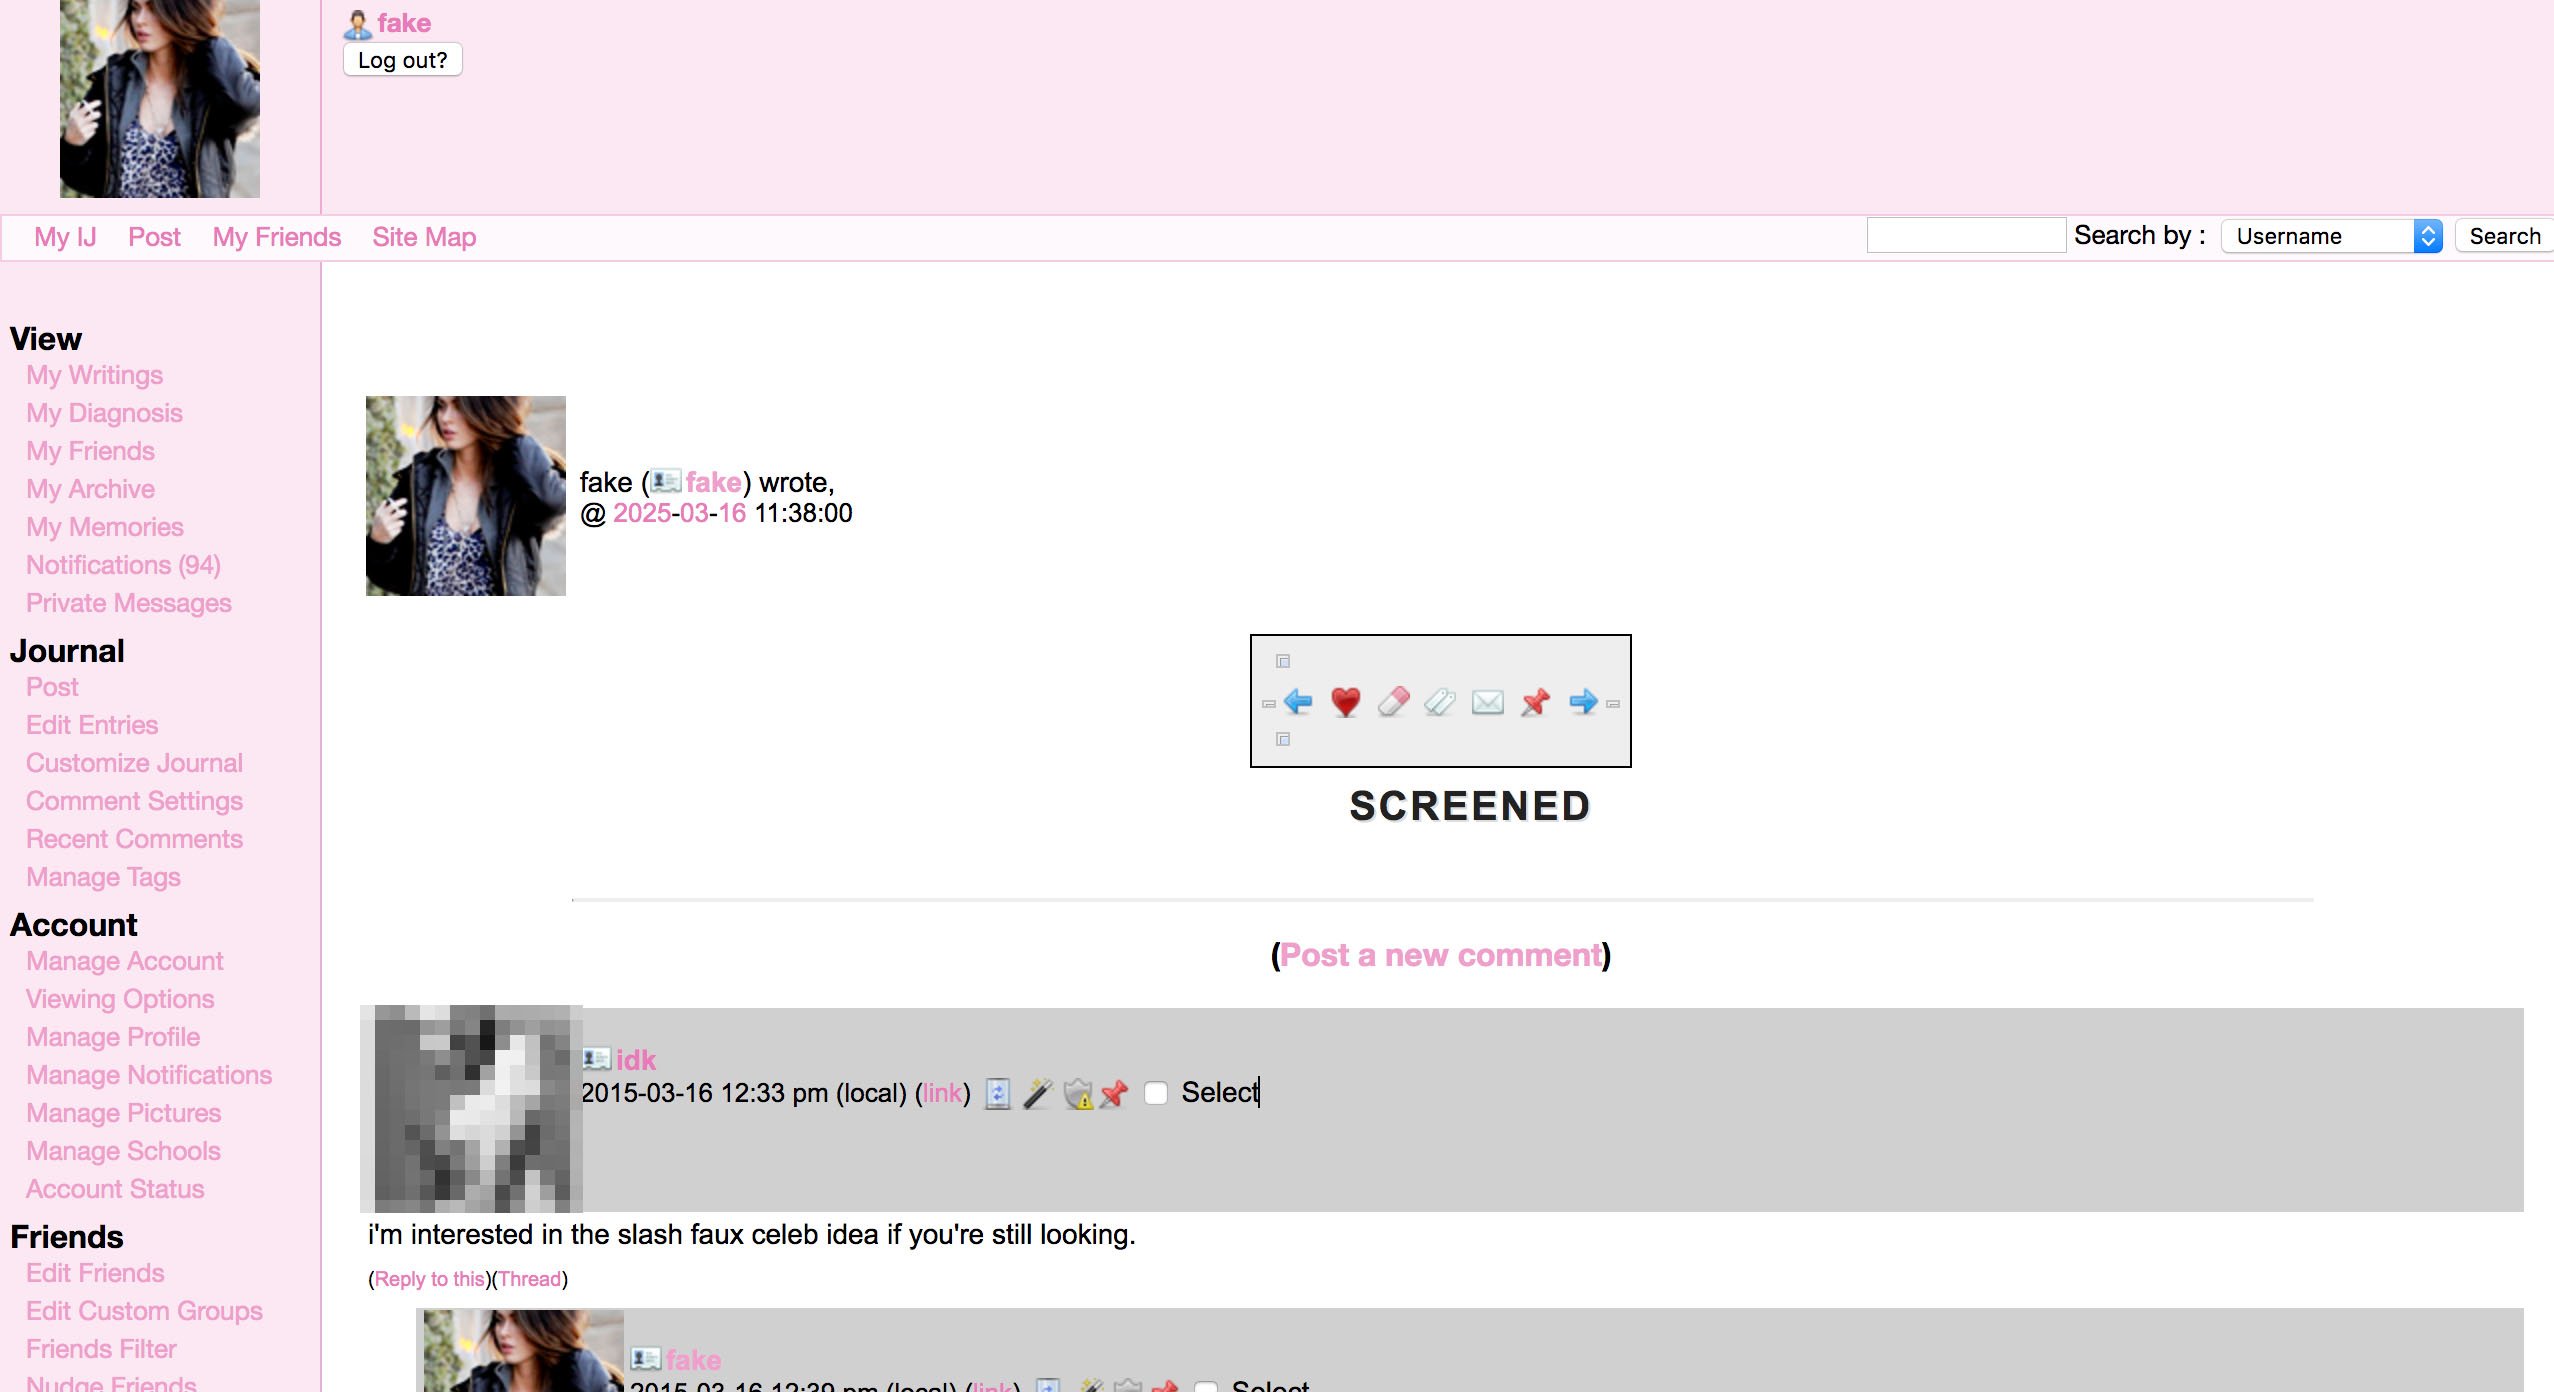 fake
Log out?
My IJ Post My Friends Site Map
Search by : Username Search
View
My Writings
My Diagnosis
My Friends
My Archive
My Memories
Notifications (94)
Private Messages
Journal
Post
Edit Entries
Customize Journal
Comment Settings
Recent Comments
Manage Tags
Account
Manage Account
Viewing Options
Manage Profile
Manage Notifications
Manage Pictures
Manage Schools
Account Status
Friends
Edit Friends
Edit Custom Groups
Friends Filter
Nudge Friends
fake (fake) wrote,
@ 2025-03-16 11:38:00
SCREENED
(Post a new comment)
idk
2015-03-16 12:33 pm (local) (link) Select
i'm interested in the slash faux celeb idea if you're still looking.
(Reply to this)(Thread)
fake
2015-03-16 12:39 pm (local) (link) Select